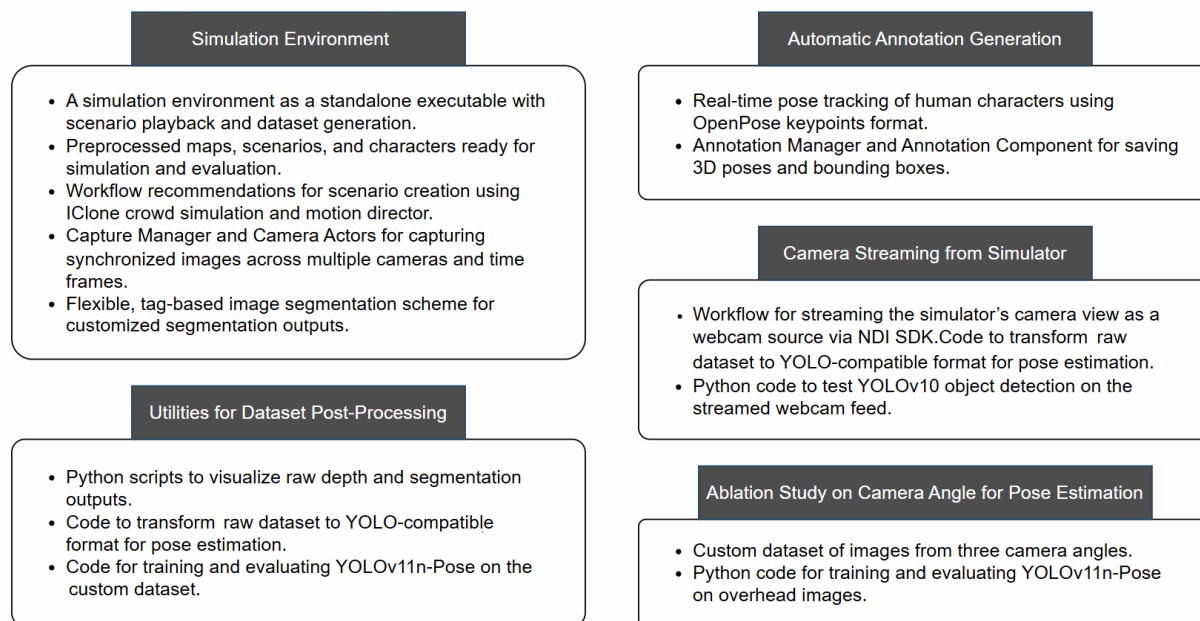 Simulation Environment
• A simulation environment as a standalone executable with
scenario playback and dataset generation.
• Preprocessed maps, scenarios, and characters ready for
simulation and evaluation.
• Workflow recommendations for scenario creation using
IClone crowd simulation and motion director.
• Capture Manager and Camera Actors for capturing
synchronized images across multiple cameras and time
frames.
• Flexible, tag-based image segmentation scheme for
customized segmentation outputs.
Utilities for Dataset Post-Processing
• Python scripts to visualize raw depth and segmentation
outputs.
• Code to transform raw dataset to YOLO-compatible
format for pose estimation.
• Code for training and evaluating YOLOv11n-Pose on the
custom dataset.
Automatic Annotation Generation
• Real-time pose tracking of human characters using
OpenPose keypoints format.
• Annotation Manager and Annotation Component for saving
3D poses and bounding boxes.
Camera Streaming from Simulator
• Workflow for streaming the simulator’s camera view as a
webcam source via NDI SDK.Code to transform raw
dataset to YOLO-compatible format for pose estimation.
• Python code to test YOLOv10 object detection on the
streamed webcam feed.
Ablation Study on Camera Angle for Pose Estimation
• Custom dataset of images from three camera angles.
• Python code for training and evaluating YOLOv11n-Pose
on overhead images.